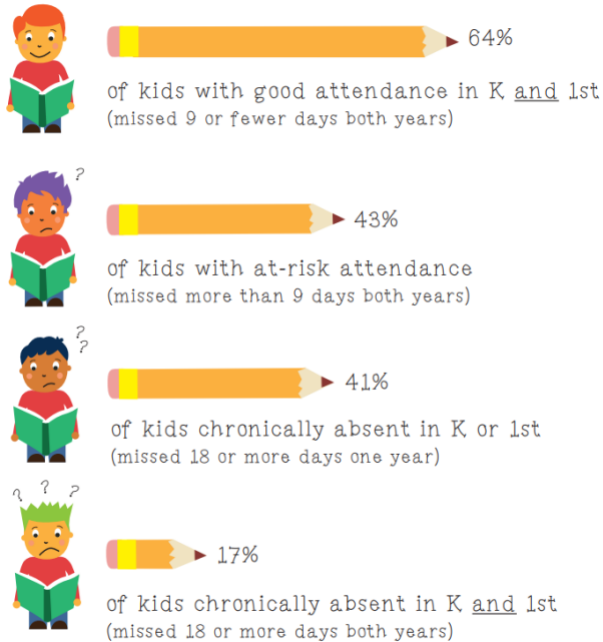 64%
of kids with good attendance in K and 1st
(missed 9 or fewer days both years)
?
43%
of kids with at-risk attendance
(missed more than 9 days both years)
?
?
41%
of kids chronically absent in K or 1st
(missed 18 or more days one year)
? ? ?
17%
of kids chronically absent in K and 1st
(missed 18 or more days both years)